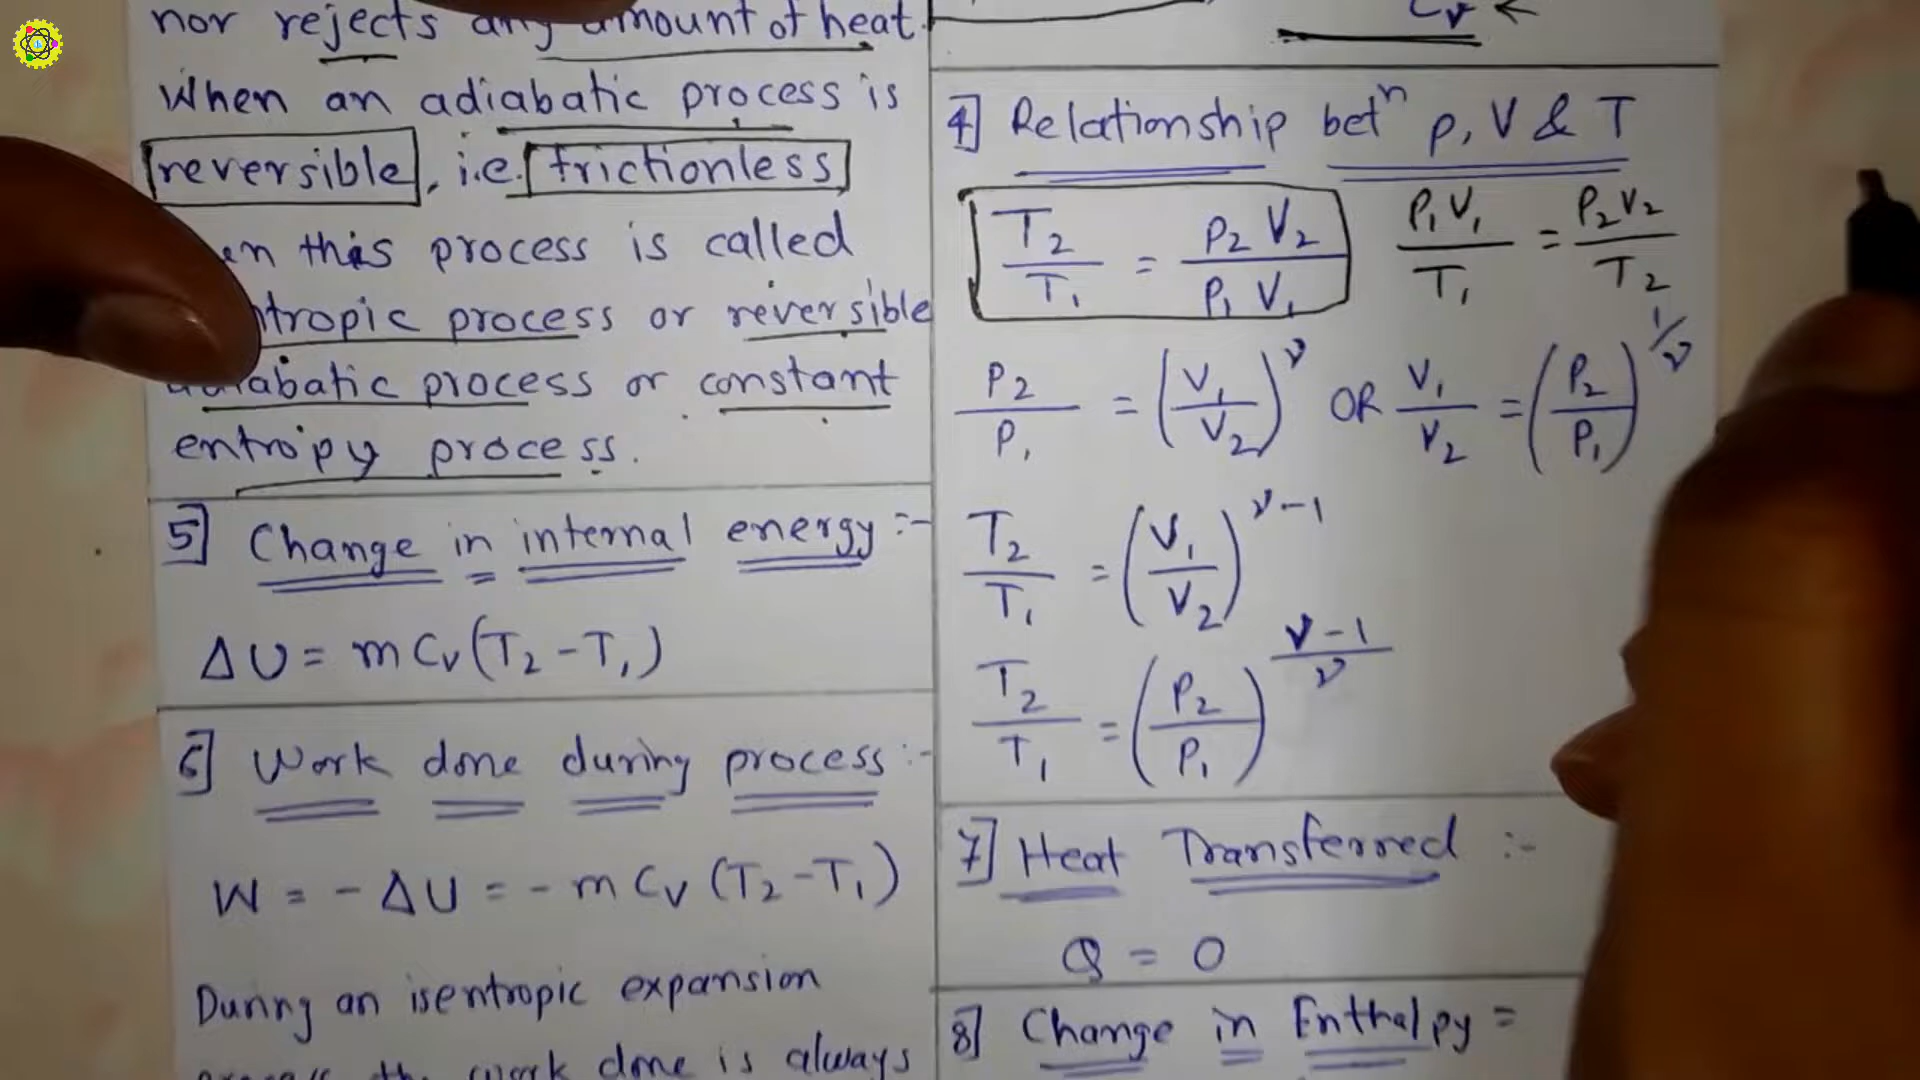 nor rejects any amount of heat.
When an adiabatic process is
reversible, i.e. frictionless
this process is called
process or reversible
adiabatic process or constant
entropy process.
5] Change in internal energy :-
ΔU = m Cv (T2 - T1)
6] Work done during process :-
W = - ΔU = - m Cv (T2 - T1)
During an isentropic expansion
the work done is always
Cv ←
4] Relationship betⁿ p, V & T
T2/T1 = P2 V2/P1 V1    P1 V1/T1 = P2 V2/T2
P2/P1 = (V1/V2)^γ OR V1/V2 = (P2/P1)^1/γ
T2/T1 = (V1/V2)^γ-1
T2/T1 = (P2/P1)^γ-1/γ
7] Heat Transferred :-
Q = 0
8] Change in Enthalpy =